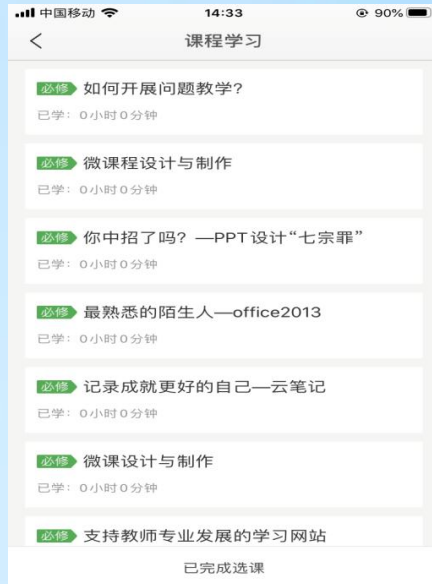 中国移动 14:33 90%
课程学习
必修 如何开展问题教学?
已学: 0小时0分钟
必修 微课程设计与制作
已学: 0小时0分钟
必修 你中招了吗? —PPT设计“七宗罪”
已学: 0小时0分钟
必修 最熟悉的陌生人—office2013
已学: 0小时0分钟
必修 记录成就更好的自己—云笔记
已学: 0小时0分钟
必修 微课设计与制作
已学: 0小时0分钟
必修 支持教师专业发展的学习网站
已完成选课